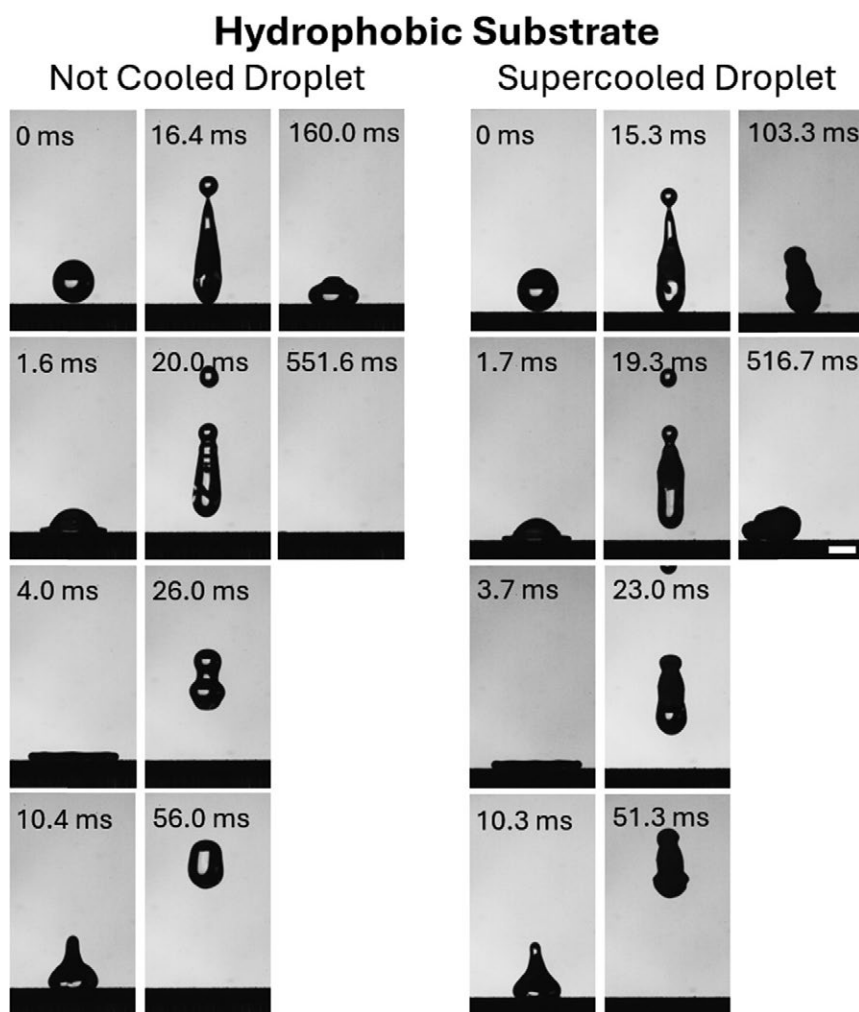 Hydrophobic Substrate
Not Cooled Droplet
Supercooled Droplet
0 ms
16.4 ms
160.0 ms
0 ms
15.3 ms
103.3 ms
1.6 ms
20.0 ms
551.6 ms
1.7 ms
19.3 ms
516.7 ms
4.0 ms
26.0 ms
3.7 ms
23.0 ms
10.4 ms
56.0 ms
10.3 ms
51.3 ms